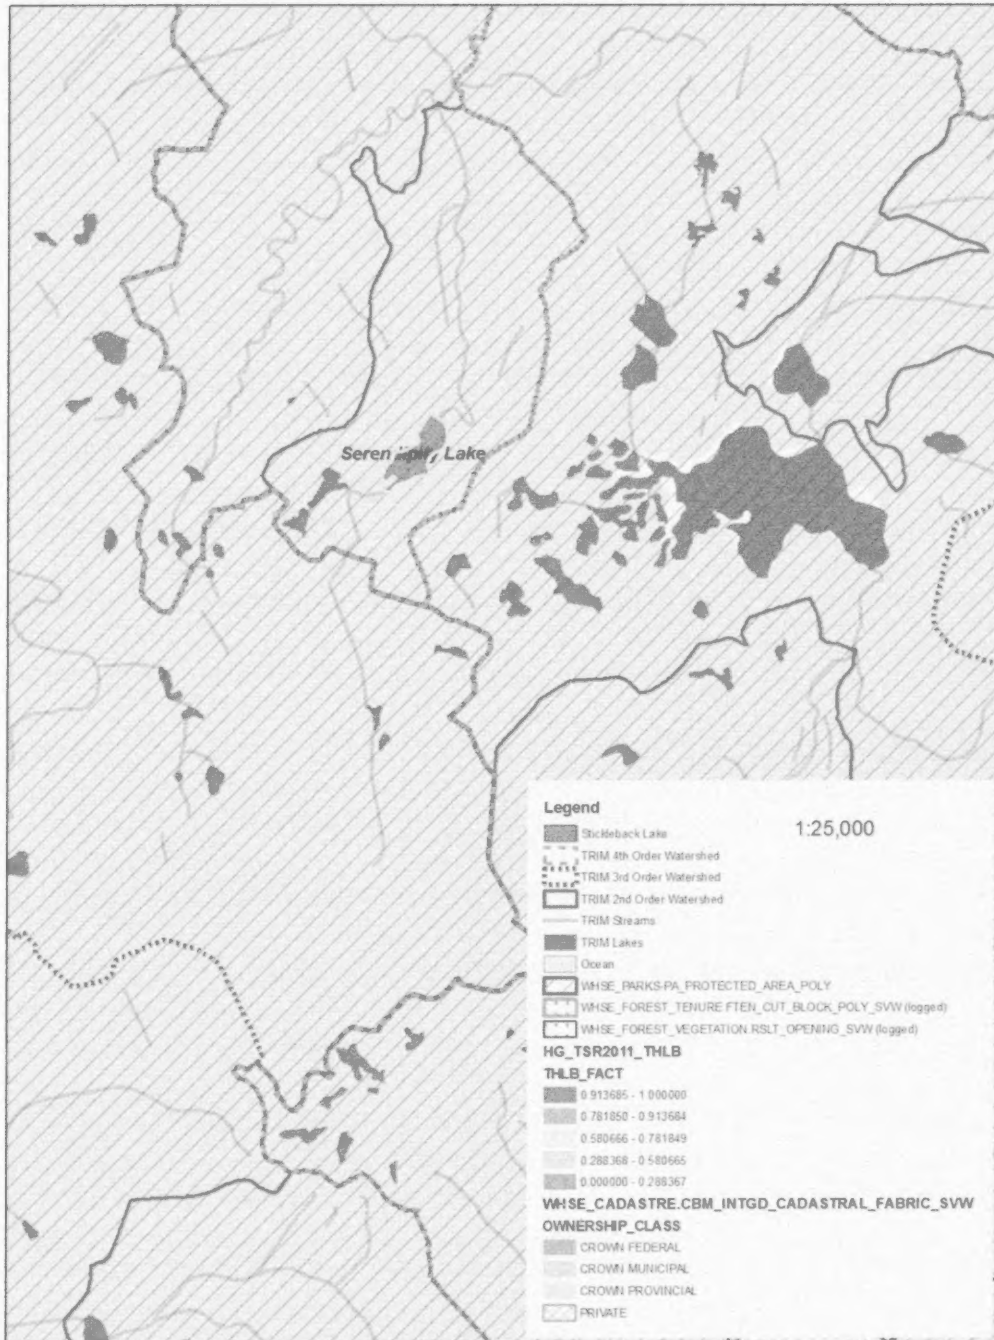 Lake
Legend
1:25,000
Stickleback Lake
TRIM 4th Order Watershed
TRIM 3rd Order Watershed
TRIM 2nd Order Watershed
TRIM Streams
TRIM Lakes
Ocean
WHSE_PARKS-PA_PROTECTED_AREA_POLY
WHSE_FOREST_TENURE.FTEN_CUT_BLOCK_POLY_SVW (logged)
WHSE_FOREST_VEGETATION.RSLT_OPENING_SVW (logged)
HG_TSR2011_THLB
THLB_FACT
0.913685 - 1.000000
0.781850 - 0.913684
0.580666 - 0.781849
0.288368 - 0.580665
0.000000 - 0.288367
WHSE_CADASTRE.CBM_INTGD_CADASTRAL_FABRIC_SVW
OWNERSHIP_CLASS
CROWN FEDERAL
CROWN MUNICIPAL
CROWN PROVINCIAL
PRIVATE